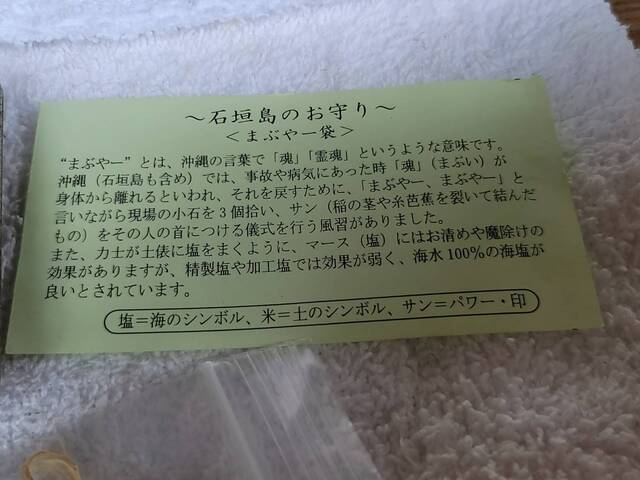 ～石垣島のお守り～
＜まぶやー袋＞
“まぶやー”とは、沖縄の言葉で「魂」「霊魂」というような意味です。
沖縄（石垣島も含め）では、事故や病気にあった時「魂」（まぶい）が
身体から離れるといわれ、それを戻すために、「まぶやー、まぶやー」と
言いながら現場の小石を3個拾い、サン（稲の茎や糸芭蕉を裂いて結んだ
もの）をその人の首につける儀式を行う風習がありました。
また、力士が土俵に塩をまくように、マース（塩）にはお清めや魔除けの
効果がありますが、精製塩や加工塩では効果が弱く、海水100％の海塩が
良いとされています。
塩＝海のシンボル、米＝土のシンボル、サン＝パワー・印